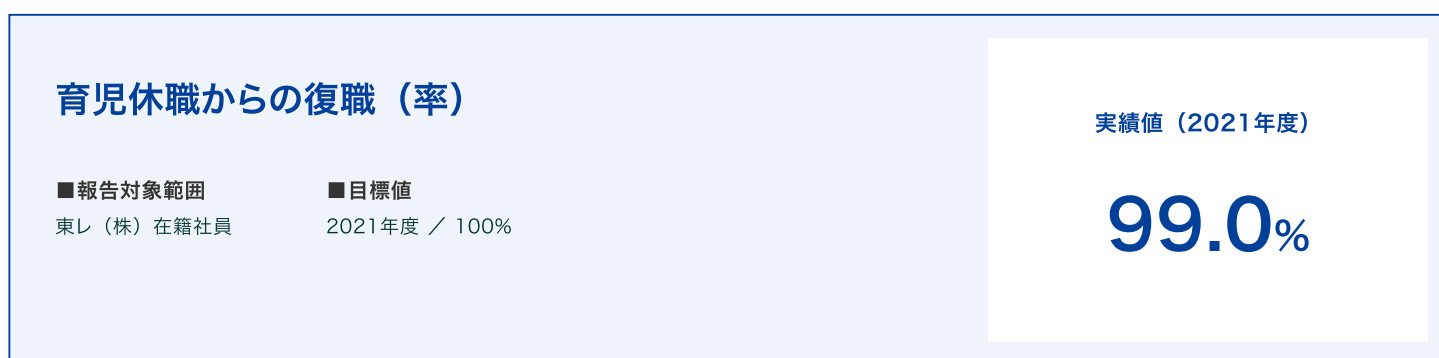 育児休職からの復職（率）
■報告対象範囲
東レ（株）在籍社員
■目標値
2021年度 ／ 100%
実績値（2021年度）
99.0%